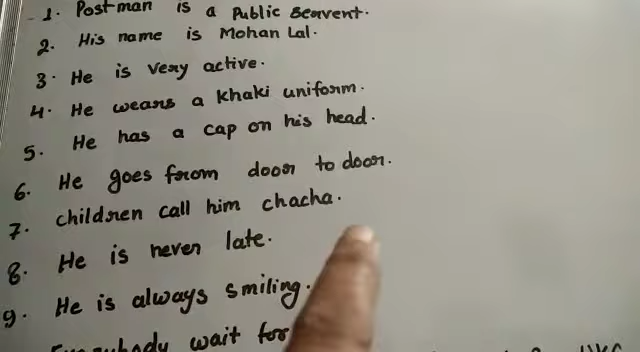 1. Postman is a Public Servent.
2. His name is Mohan Lal.
3. He is very active.
4. He wears a khaki uniform.
5. He has a cap on his head.
6. He goes from door to door.
7. children call him chacha.
8. He is never late.
9. He is always smiling.
Everybody wait for